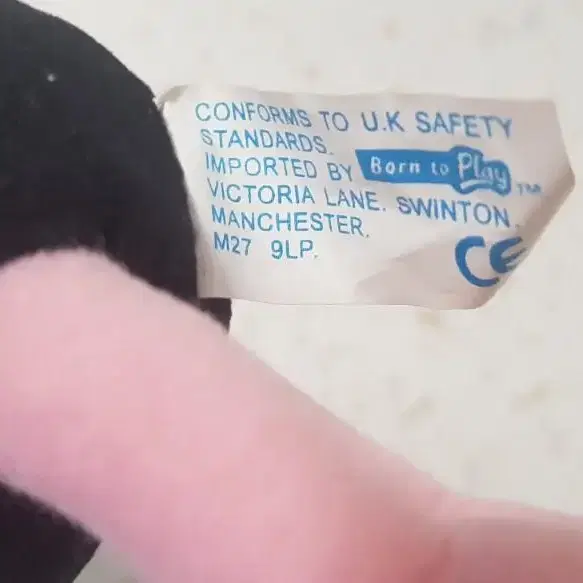 CONFORMS TO U.K SAFETY
STANDARDS.
IMPORTED BY Born to Play ™
VICTORIA LANE. SWINTON.
MANCHESTER.
M27 9LP.
CE